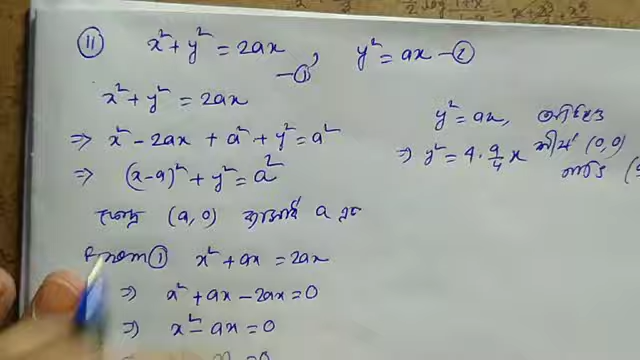 11 x² + y² = 2ax —①, y² = ax —②
x² + y² = 2ax
⇒ x² - 2ax + a² + y² = a²
⇒ (x-a)² + y² = a²
কেন্দ্র (a, 0) ব্যাসার্ধ a
From ① x² + ax = 2ax
⇒ x² + ax - 2ax = 0
⇒ x² - ax = 0
y² = ax,
⇒ y² = 4·a/4 x শীর্ষ (0,0)